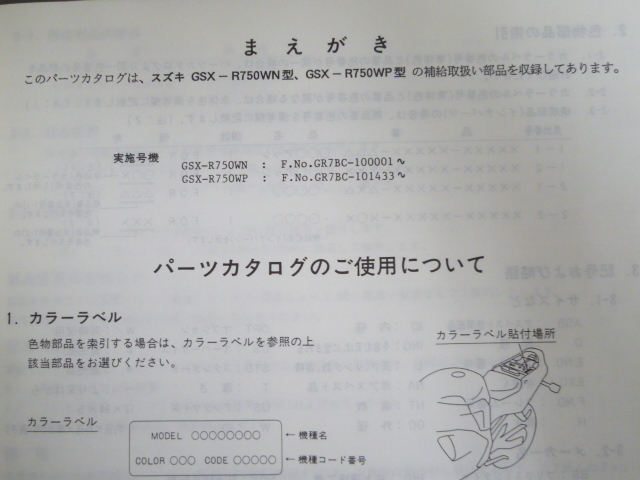 まえがき
このパーツカタログは、スズキ GSX－R750WN型、GSX－R750WP型 の補給取扱い部品を収録してあります。
実施号機
GSX-R750WN : F.No.GR7BC-100001～
GSX-R750WP : F.No.GR7BC-101433～
パーツカタログのご使用について
1. カラーラベル
色物部品を索引する場合は、カラーラベルを参照の上
該当部品をお選びください。
カラーラベル貼付場所
カラーラベル
MODEL ○○○○○○○○ ←機種名
COLOR ○○○ CODE ○○○○○ ←機種コード番号